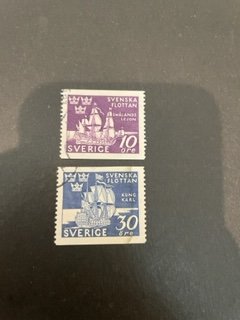 SVENSKA
FLOTTAN
SMÅLANDS
LEJON
10
SVERIGE öre
SVENSKA
FLOTTAN
KUNG
KARL
30
SVERIGE öre